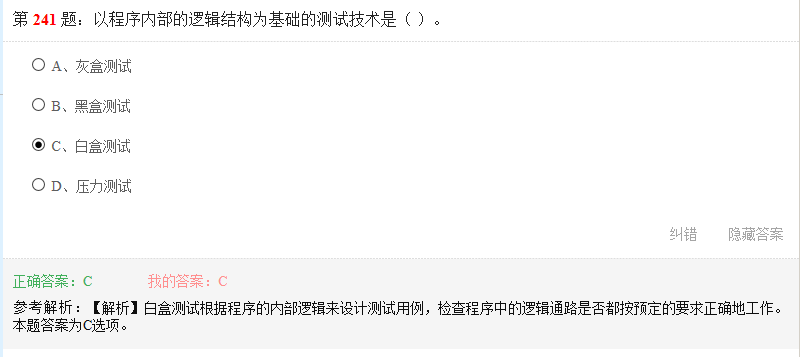 第 241 题：以程序内部的逻辑结构为基础的测试技术是（ ）。
A、灰盒测试
B、黑盒测试
C、白盒测试
D、压力测试
纠错 隐藏答案
正确答案：C 我的答案：C
参考解析：【解析】白盒测试根据程序的内部逻辑来设计测试用例，检查程序中的逻辑通路是否都按预定的要求正确地工作。
本题答案为C选项。